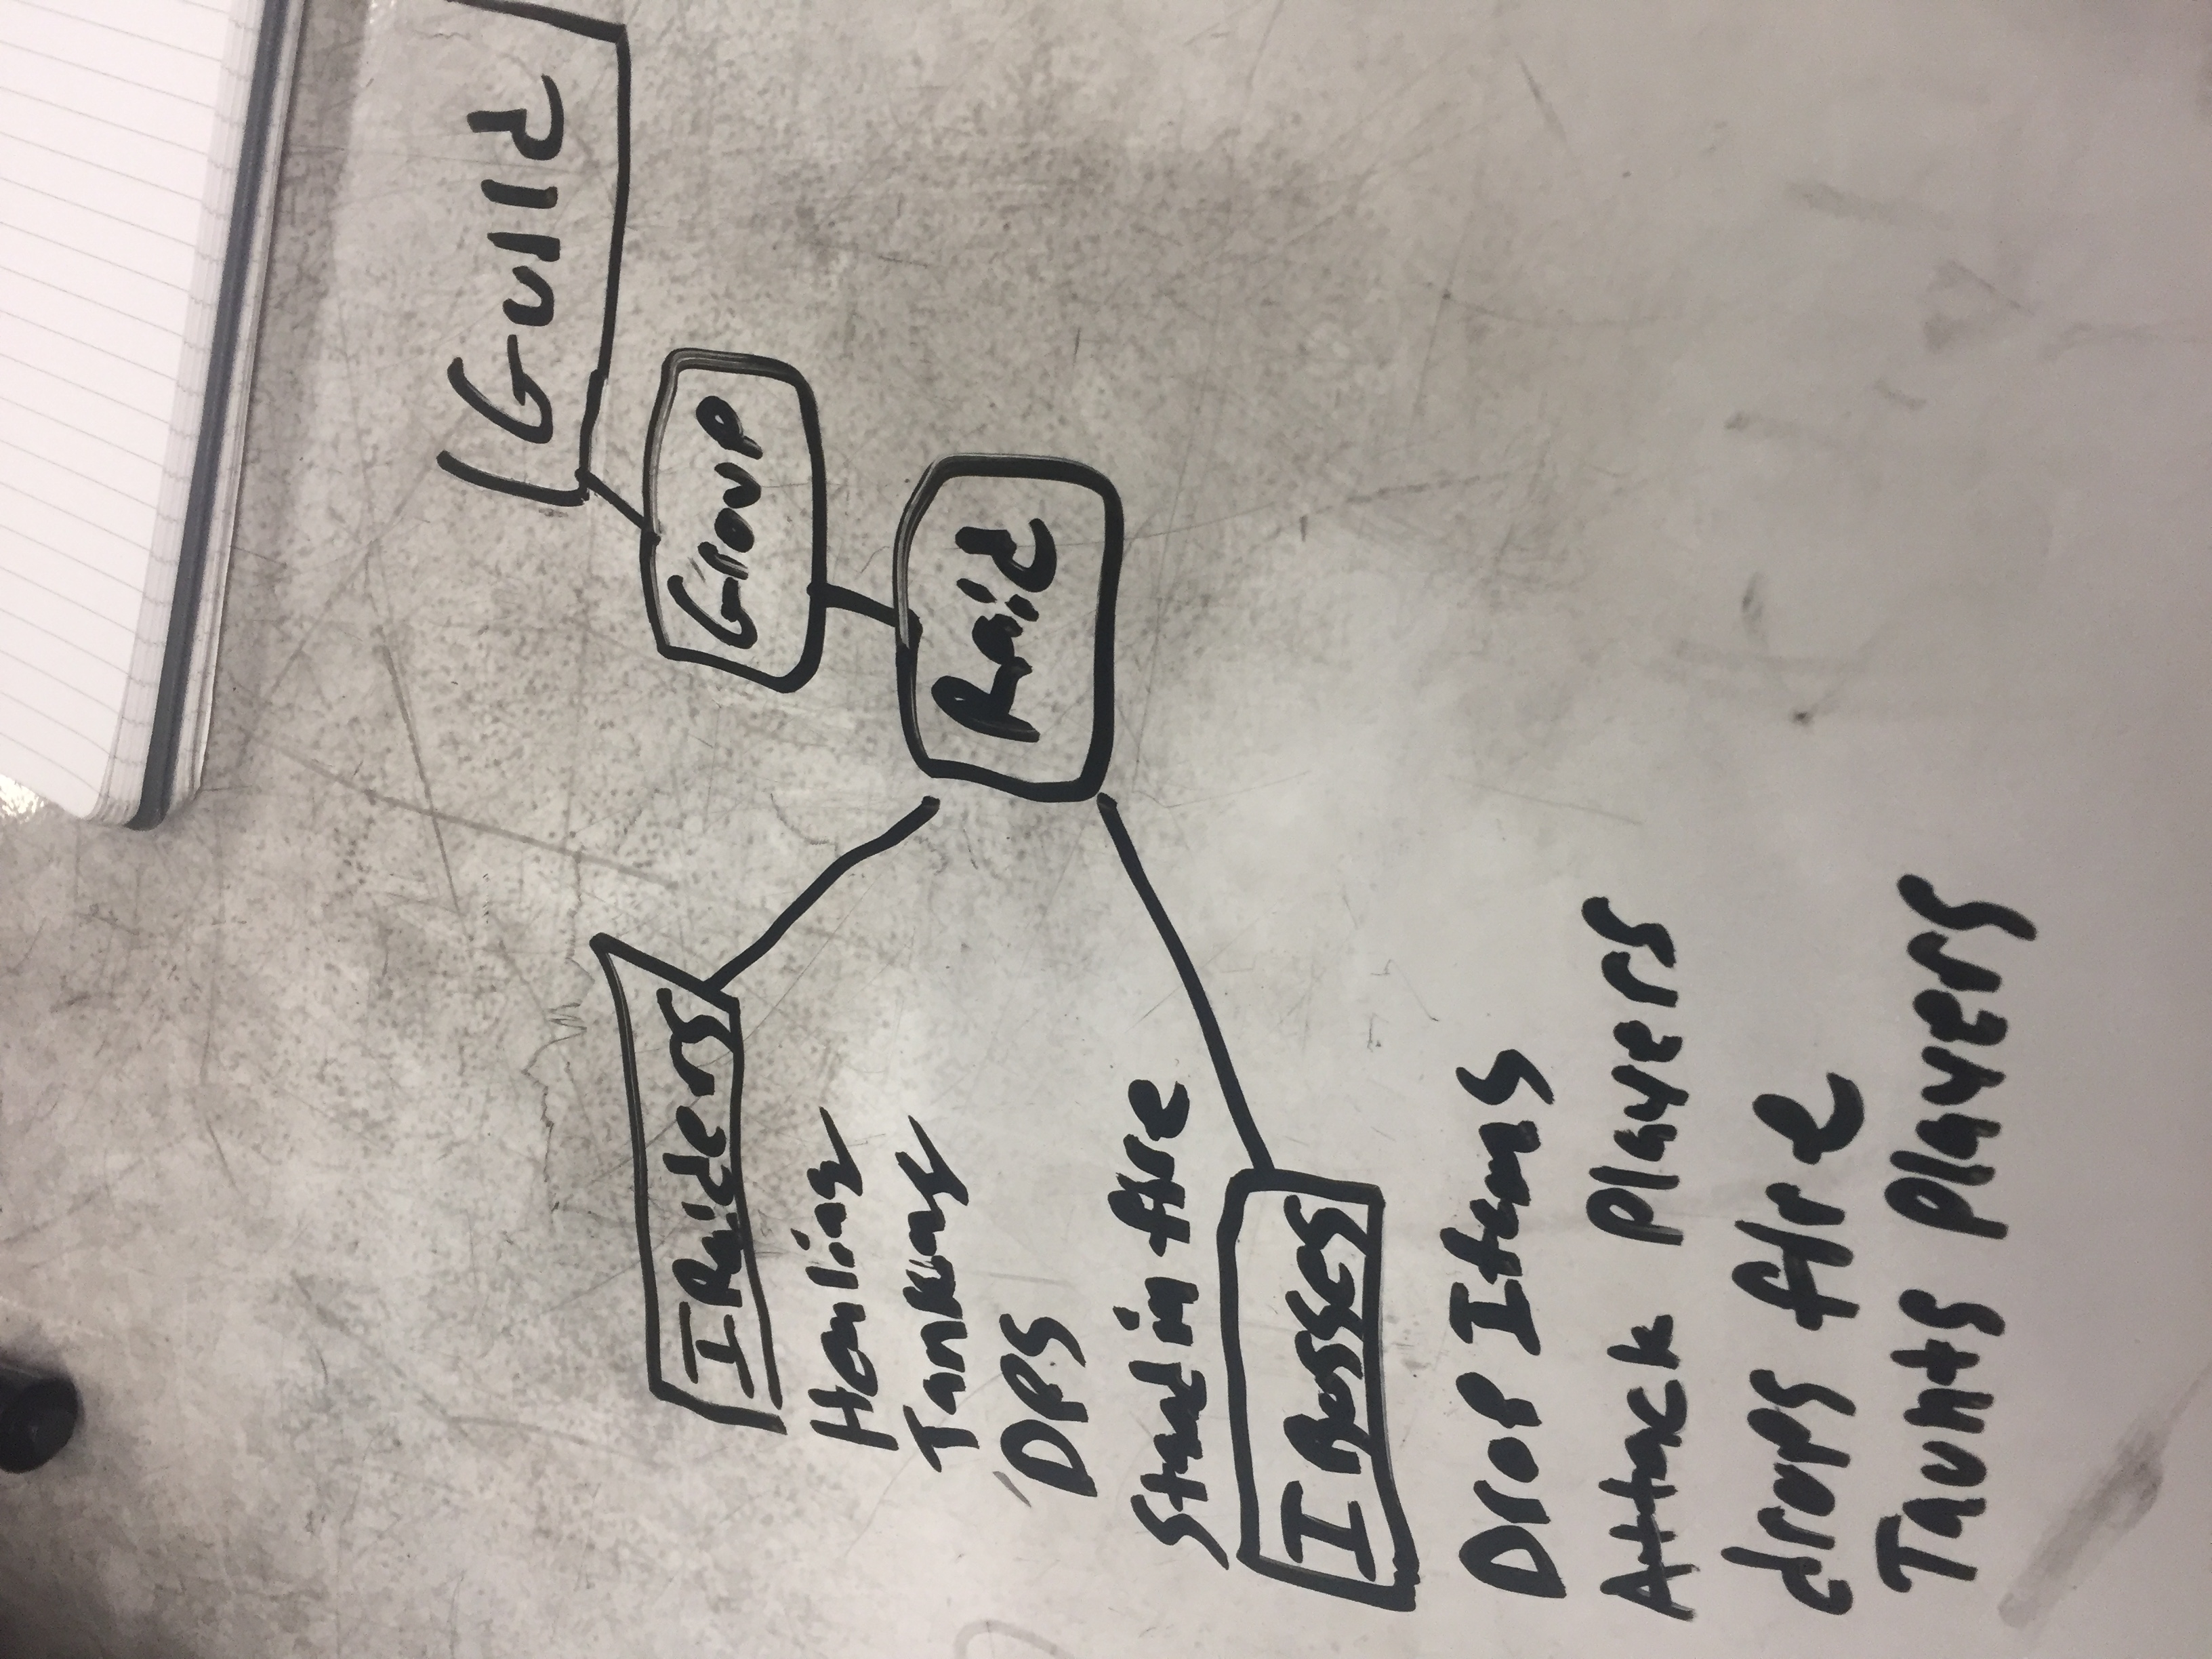 Guild
Group
Raid
IRaiders
Healing
Tanking
DPS
Stand in fire
IBosses
Drop Items
Attack Players
drops fire
Taunts Players